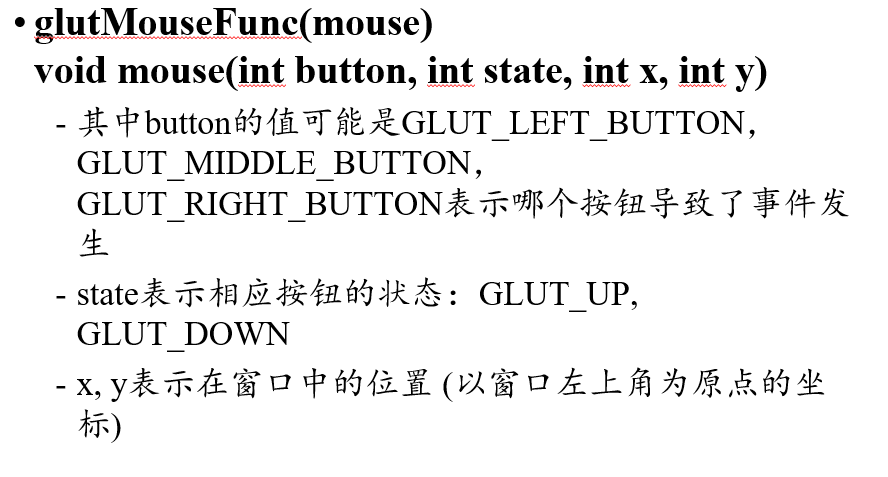 • glutMouseFunc(mouse)
void mouse(int button, int state, int x, int y)
- 其中button的值可能是GLUT_LEFT_BUTTON，
GLUT_MIDDLE_BUTTON，
GLUT_RIGHT_BUTTON表示哪个按钮导致了事件发
生
- state表示相应按钮的状态：GLUT_UP,
GLUT_DOWN
- x, y表示在窗口中的位置 (以窗口左上角为原点的坐
标)